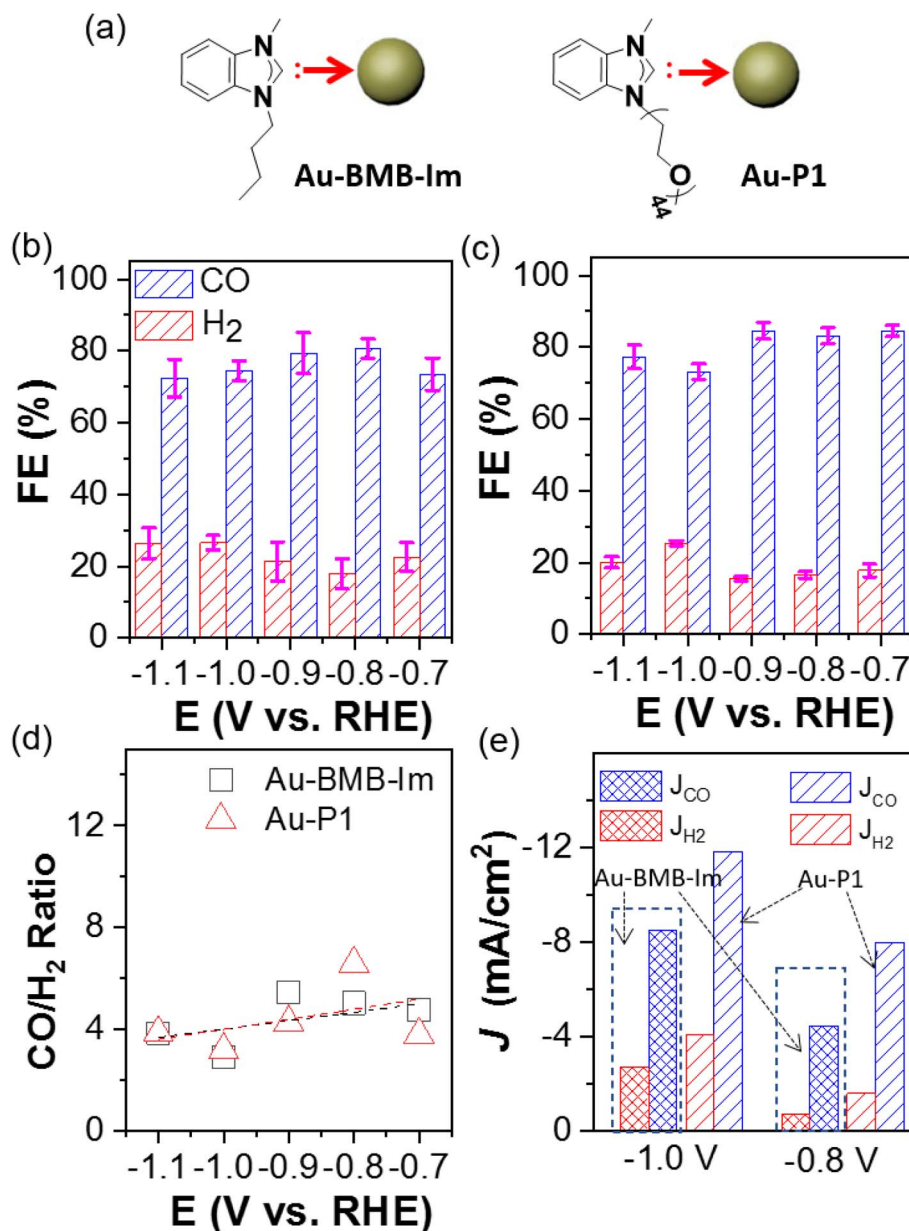 (a)
N
N
:
Au-BMB-Im
N
N
:
O
44
Au-P1
(b)
100
80
60
40
20
0
FE (%)
CO
H2
-1.1 -1.0 -0.9 -0.8 -0.7
E (V vs. RHE)
(c)
100
80
60
40
20
0
FE (%)
-1.1 -1.0 -0.9 -0.8 -0.7
E (V vs. RHE)
(d)
12
8
4
0
CO/H2 Ratio
Au-BMB-Im
Au-P1
-1.1 -1.0 -0.9 -0.8 -0.7
E (V vs. RHE)
(e)
-12
-8
-4
0
J (mA/cm²)
JCO
JH2
JCO
JH2
Au-BMB-Im
Au-P1
-1.0 V
-0.8 V